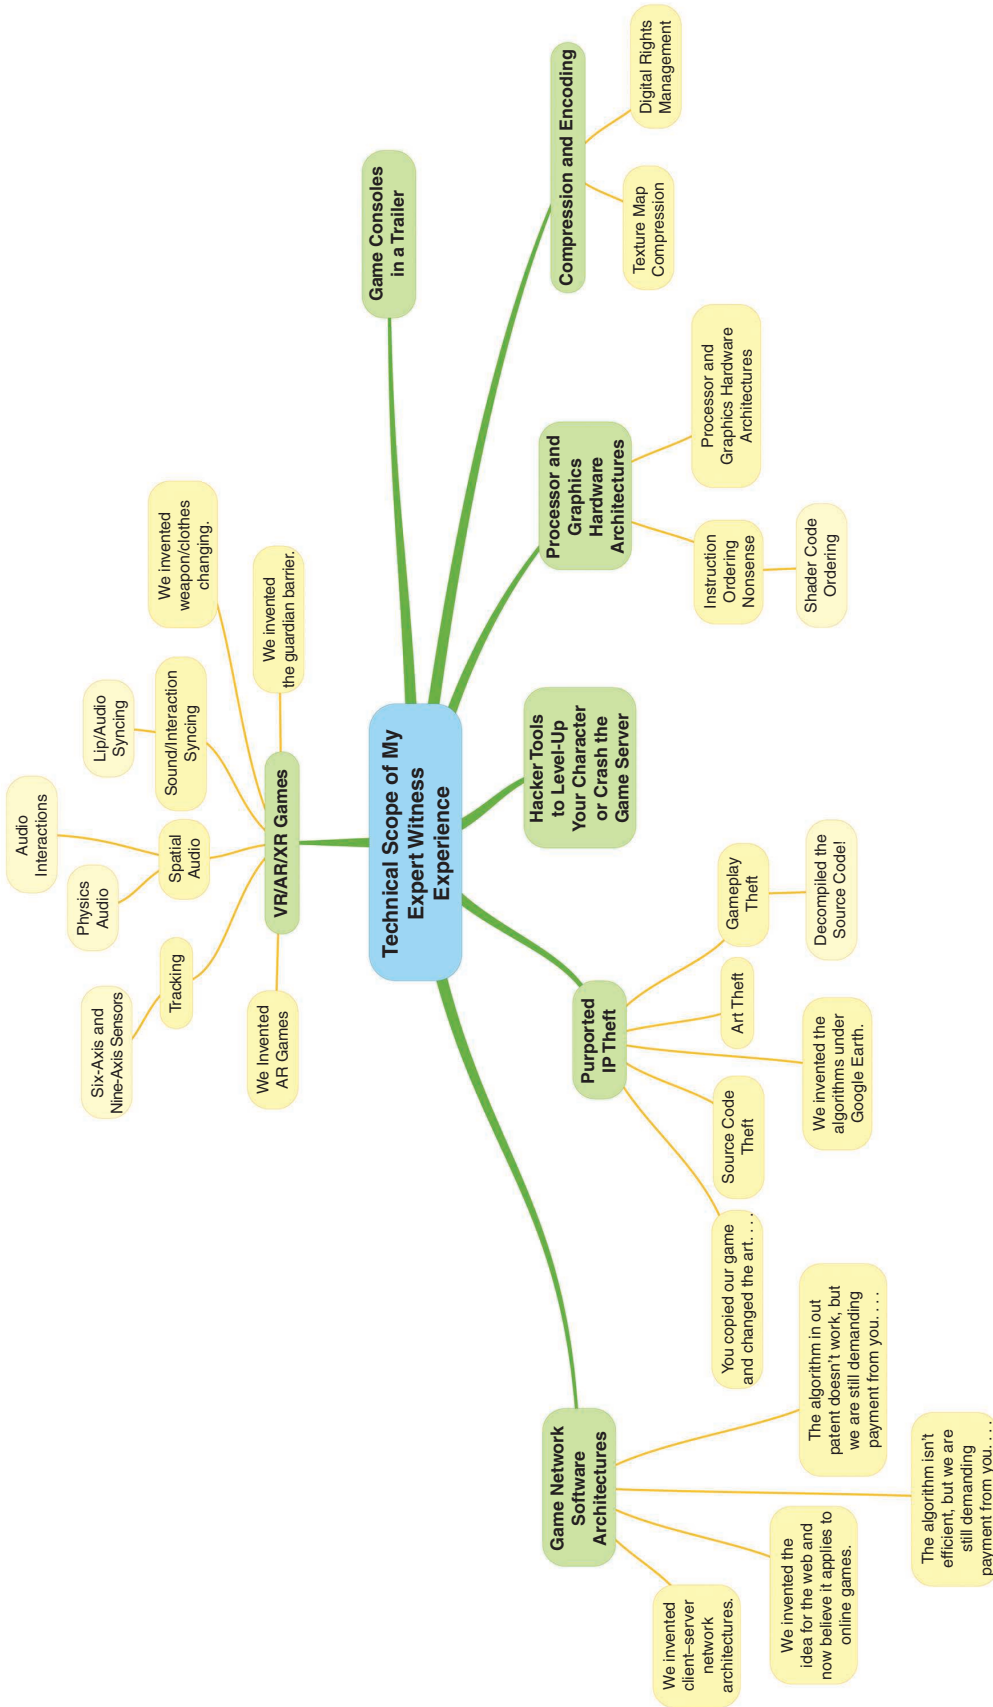 Technical Scope of My
Expert Witness
Experience
VR/AR/XR Games
We Invented
AR Games
Tracking
Six-Axis and
Nine-Axis Sensors
Spatial
Audio
Physics
Audio
Audio
Interactions
Sound/Interaction
Syncing
Lip/Audio
Syncing
We invented
weapon/clothes
changing.
We invented
the guardian barrier.
Game Consoles
in a Trailer
Compression and Encoding
Texture Map
Compression
Digital Rights
Management
Processor and
Graphics
Hardware
Architectures
Instruction
Ordering
Nonsense
Shader Code
Ordering
Processor and
Graphics Hardware
Architectures
Hacker Tools
to Level-Up
Your Character
or Crash the
Game Server
Purported
IP Theft
You copied our game
and changed the art. . . .
Source Code
Theft
We invented the
algorithms under
Google Earth.
Art Theft
Gameplay
Theft
Decompiled the
Source Code!
Game Network
Software
Architectures
We invented
client–server
network
architectures.
We invented the
idea for the web and
now believe it applies to
online games.
The algorithm isn't
efficient, but we are
still demanding
payment from you. . . .
The algorithm in out
patent doesn't work, but
we are still demanding
payment from you. . . .